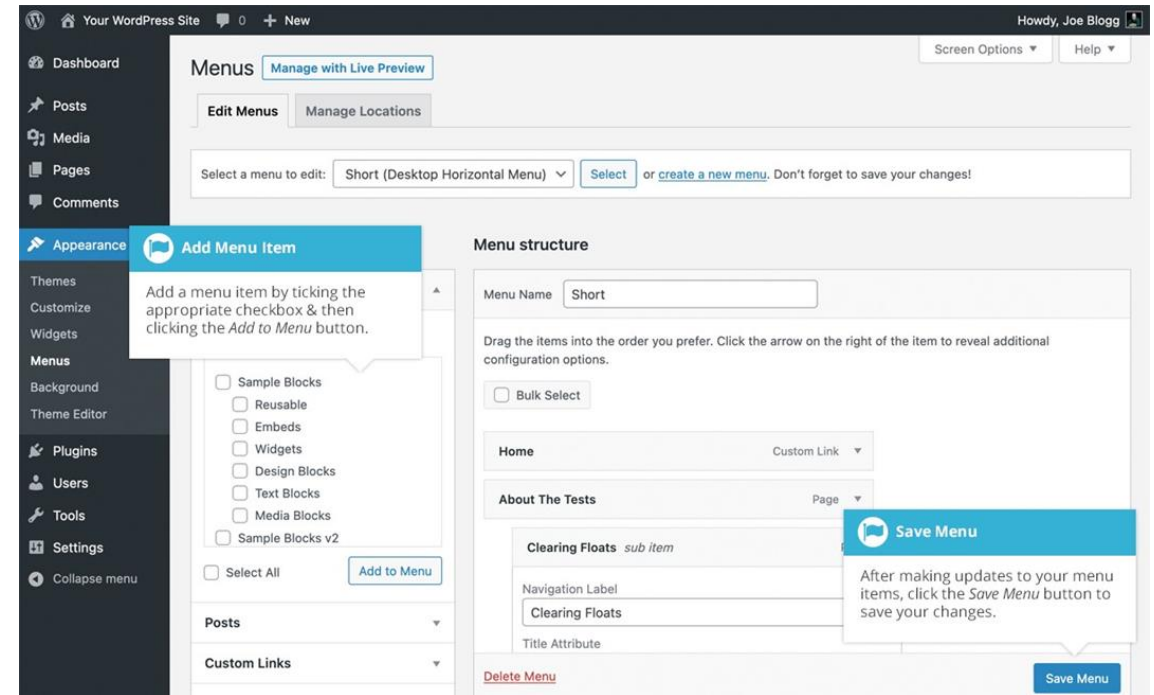 Your WordPress Site 0 + New
Howdy, Joe Blogg
Dashboard
Posts
Media
Pages
Comments
Appearance
Themes
Customize
Widgets
Menus
Background
Theme Editor
Plugins
Users
Tools
Settings
Collapse menu
Screen Options
Help
Menus
Manage with Live Preview
Edit Menus
Manage Locations
Select a menu to edit: Short (Desktop Horizontal Menu) Select or create a new menu. Don't forget to save your changes!
Add Menu Item
Add a menu item by ticking the
appropriate checkbox & then
clicking the Add to Menu button.
Sample Blocks
Reusable
Embeds
Widgets
Design Blocks
Text Blocks
Media Blocks
Sample Blocks v2
Select All
Add to Menu
Posts
Custom Links
Menu structure
Menu Name Short
Drag the items into the order you prefer. Click the arrow on the right of the item to reveal additional
configuration options.
Bulk Select
Home Custom Link
About The Tests Page
Clearing Floats sub item
Navigation Label
Clearing Floats
Title Attribute
Save Menu
After making updates to your menu
items, click the Save Menu button to
save your changes.
Delete Menu
Save Menu